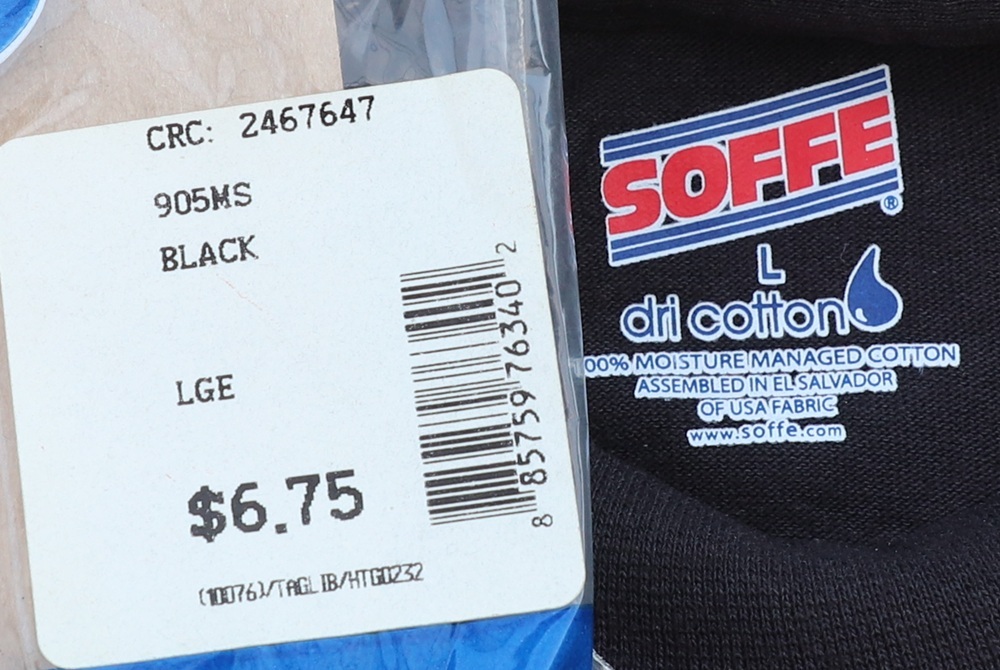 CRC: 2467647
905MS
BLACK
LGE
$6.75
(10076)/TAGLIB/HTG0232
8 85759 76340 2
SOFFE®
L
dri cotton
00% MOISTURE MANAGED COTTON
ASSEMBLED IN EL SALVADOR
OF USA FABRIC
www.soffe.com